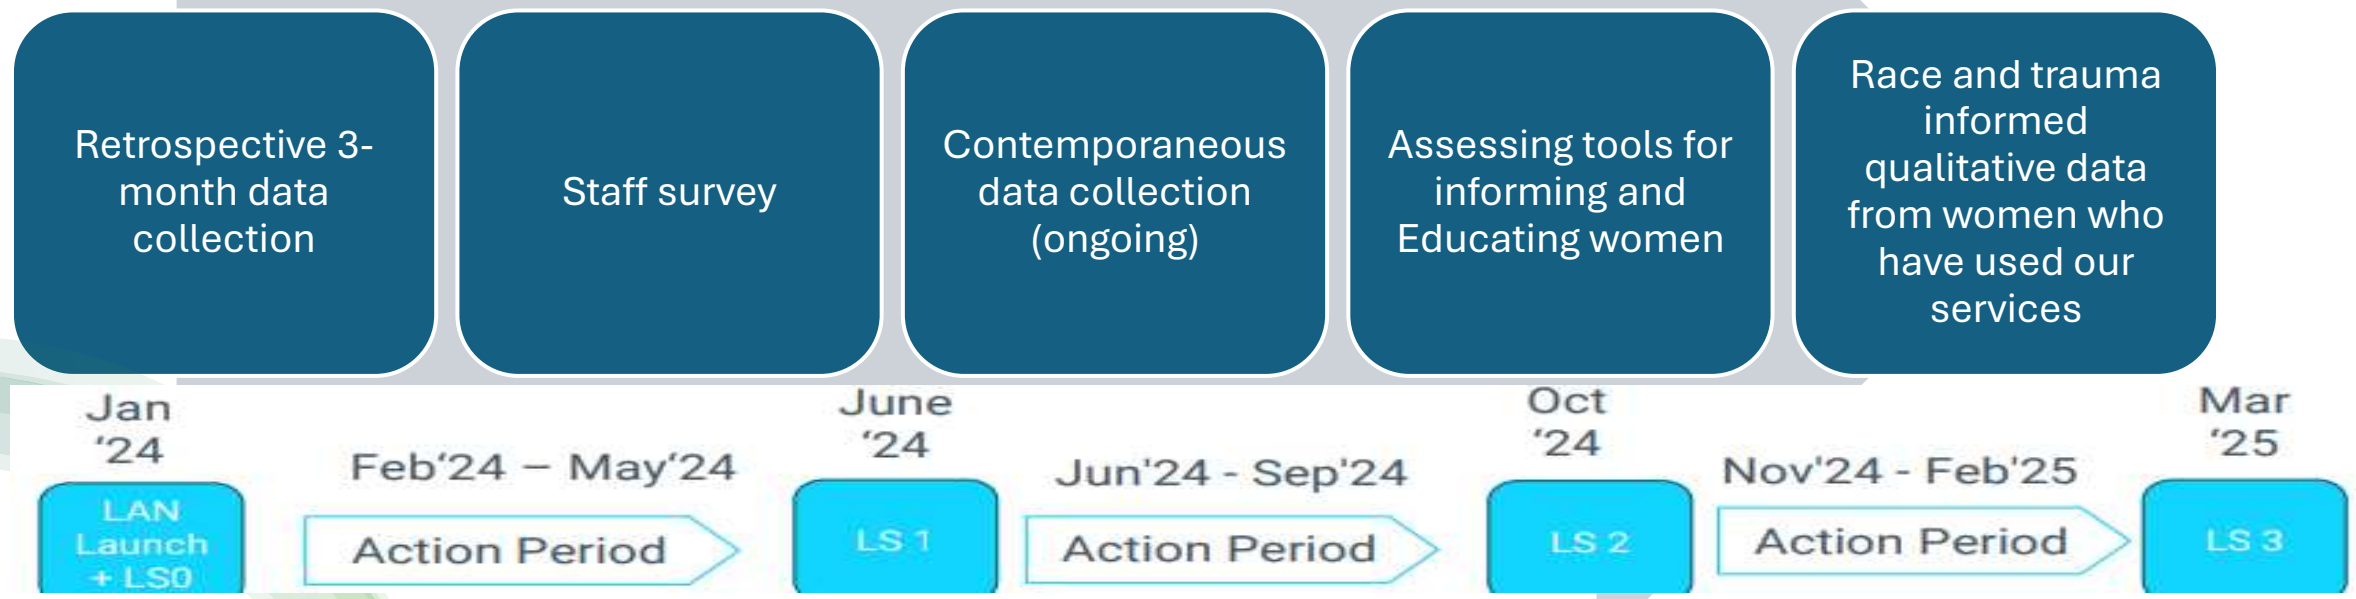 Retrospective 3-
month data
collection
Staff survey
Contemporaneous
data collection
(ongoing)
Assessing tools for
informing and
Educating women
Race and trauma
informed
qualitative data
from women who
have used our
services
Jan
‘24
LAN
Launch
+ LS0
Feb‘24 – May‘24
Action Period
June
‘24
LS 1
Jun'24 - Sep'24
Action Period
Oct
‘24
LS 2
Nov'24 - Feb'25
Action Period
Mar
‘25
LS 3